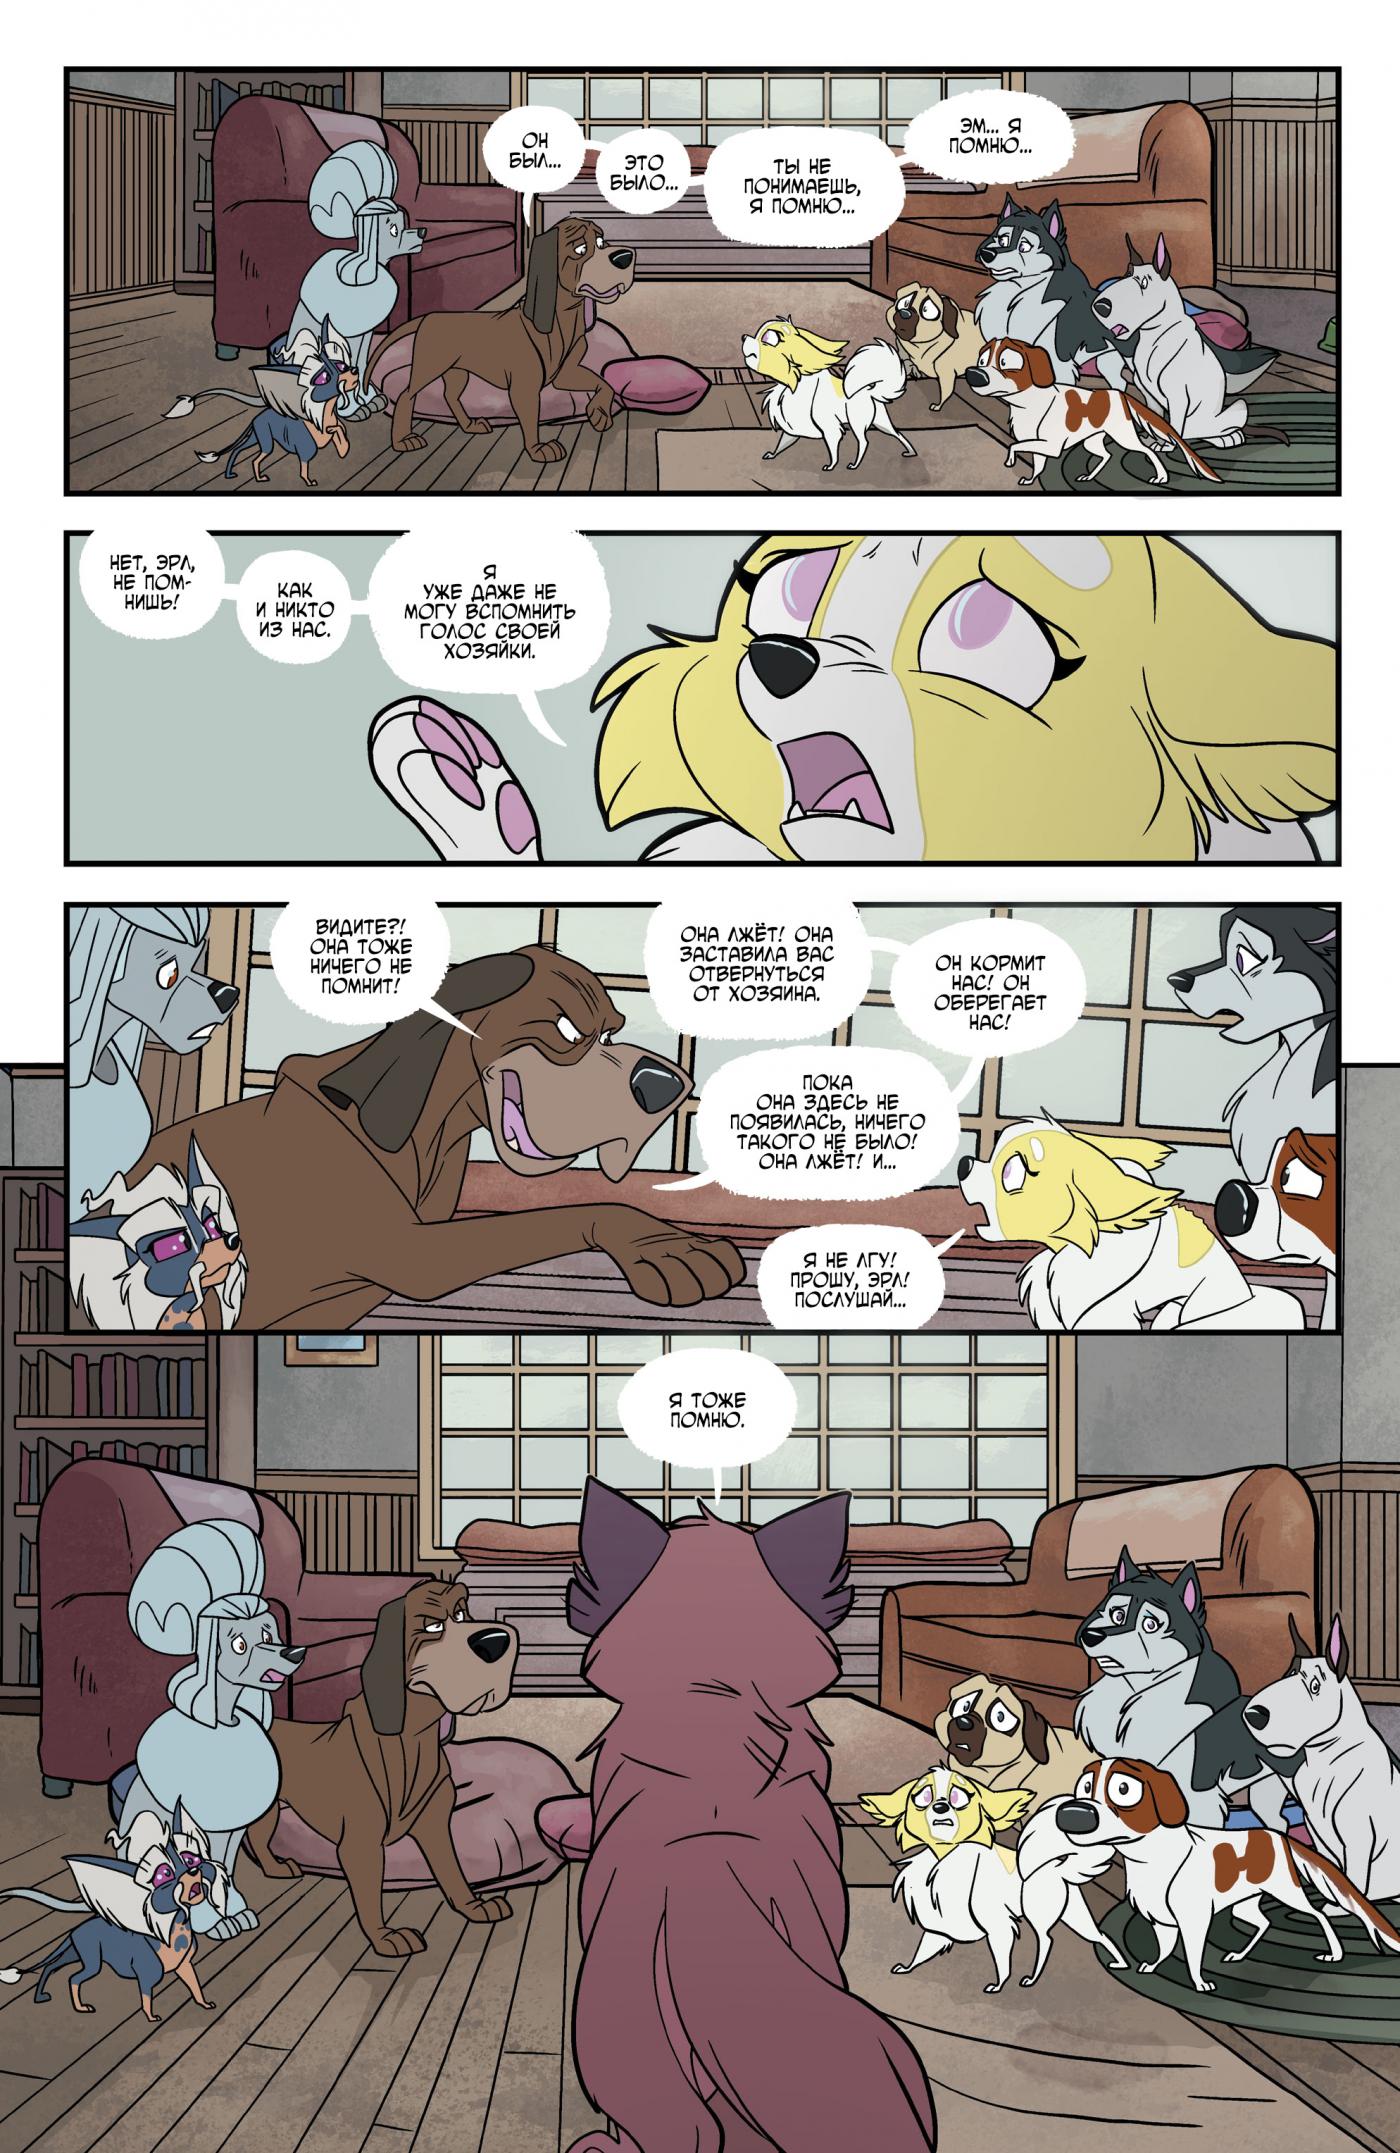 ОН
БЫЛ...
ЭТО
БЫЛО...
ТЫ НЕ
ПОНИМАЕШЬ,
Я ПОМНЮ...
ЭМ... Я
ПОМНЮ...
НЕТ, ЭРЛ,
НЕ ПОМ-
НИШЬ!
КАК
И НИКТО
ИЗ НАС.
Я
УЖЕ ДАЖЕ НЕ
МОГУ ВСПОМНИТЬ
ГОЛОС СВОЕЙ
ХОЗЯЙКИ.
ВИДИТЕ?!
ОНА ТОЖЕ
НИЧЕГО НЕ
ПОМНИТ!
ОНА ЛЖЁТ! ОНА
ЗАСТАВИЛА ВАС
ОТВЕРНУТЬСЯ
ОТ ХОЗЯИНА.
ОН КОРМИТ
НАС! ОН
ОБЕРЕГАЕТ
НАС!
ПОКА
ОНА ЗДЕСЬ НЕ
ПОЯВИЛАСЬ, НИЧЕГО
ТАКОГО НЕ БЫЛО!
ОНА ЛЖЁТ! И...
Я НЕ ЛГУ!
ПРОШУ, ЭРЛ!
ПОСЛУШАЙ...
Я ТОЖЕ
ПОМНЮ.